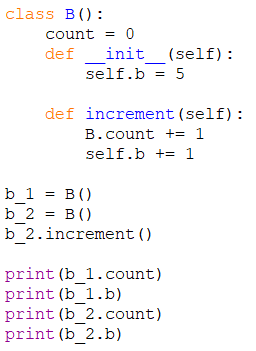 class B():
    count = 0
    def __init__(self):
        self.b = 5

    def increment(self):
        B.count += 1
        self.b += 1

b_1 = B()
b_2 = B()
b_2.increment()

print(b_1.count)
print(b_1.b)
print(b_2.count)
print(b_2.b)